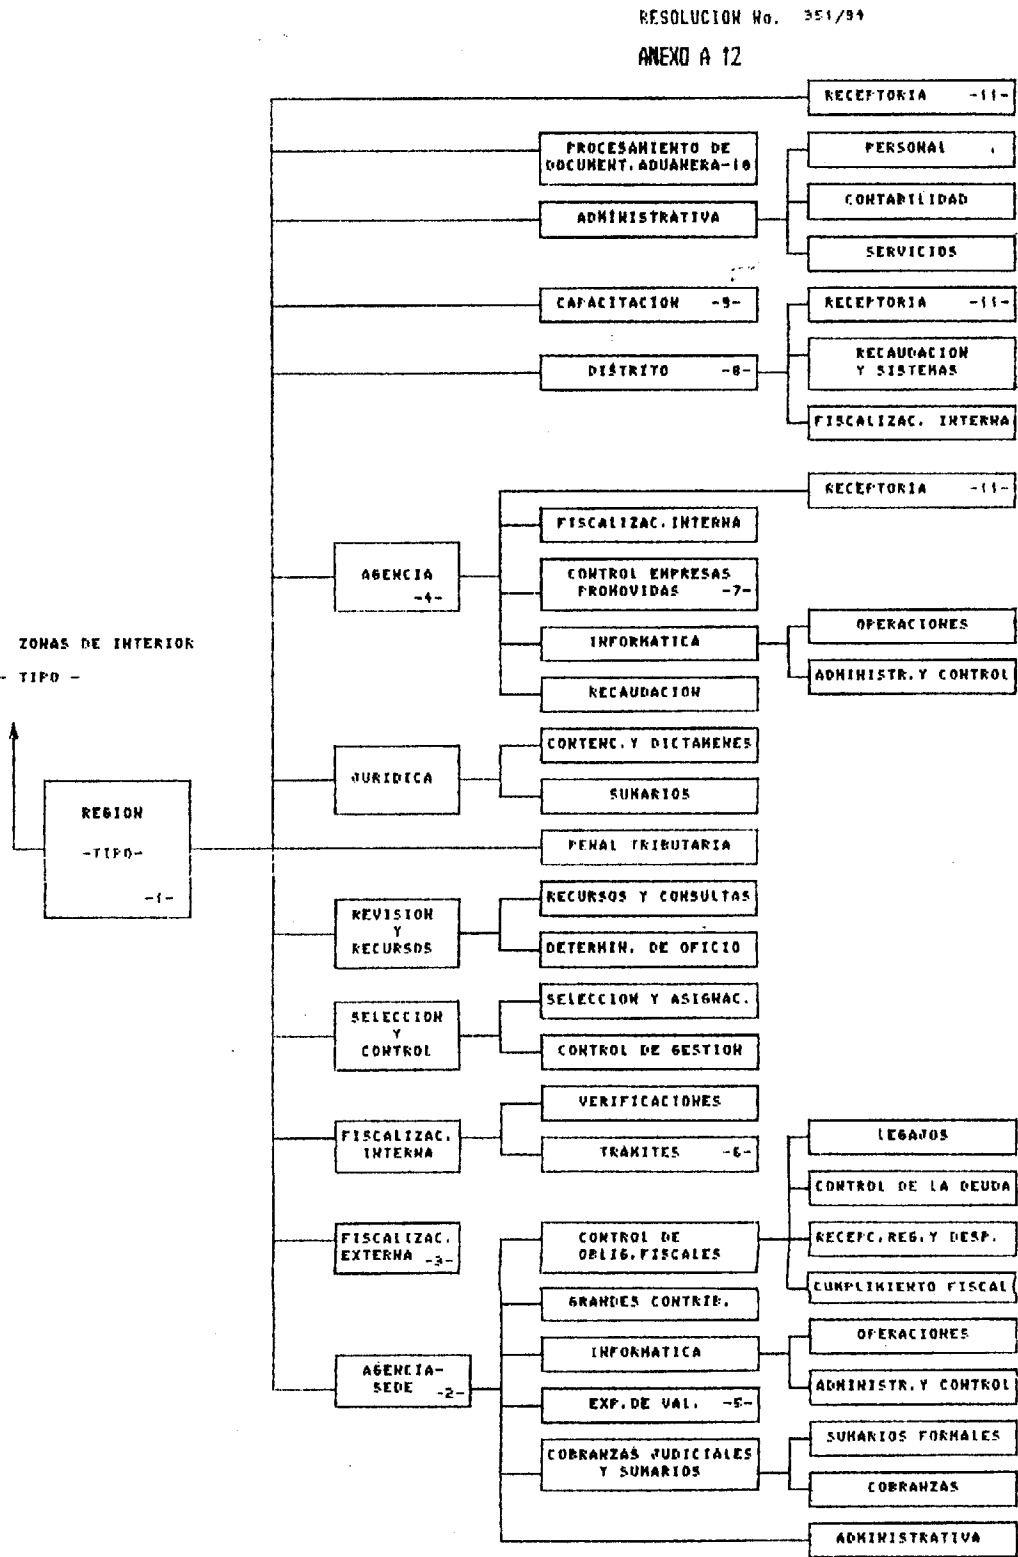 RESOLUCION No. 351/94
ANEXO A 12
RECEPTORIA -11-
PROCESAMIENTO DE
DOCUMENT. ADUANERA-10
PERSONAL
ADMINISTRATIVA
CONTABILIDAD
SERVICIOS
CAPACITACION -9-
RECEPTORIA -11-
DISTRITO -8-
RECAUDACION
Y SISTEMAS
FISCALIZAC. INTERNA
RECEPTORIA -11-
FISCALIZAC. INTERNA
AGENCIA
-4-
CONTROL EMPRESAS
PROMOVIDAS -7-
INFORMATICA
OPERACIONES
ADMINISTR. Y CONTROL
RECAUDACION
ZONAS DE INTERIOR
- TIPO -
JURIDICA
CONTENC. Y DICTAMENES
SUMARIOS
REGION
-TIPO-
-1-
PENAL TRIBUTARIA
REVISION
Y
RECURSOS
RECURSOS Y CONSULTAS
DETERMIN. DE OFICIO
SELECCION
Y
CONTROL
SELECCION Y ASIGNAC.
CONTROL DE GESTION
FISCALIZAC.
INTERNA
VERIFICACIONES
TRAMITES -6-
FISCALIZAC.
EXTERNA -3-
CONTROL DE
OBLIG. FISCALES
LEGAJOS
CONTROL DE LA DEUDA
RECEPC. REG. Y DESP.
CUMPLIMIENTO FISCAL
GRANDES CONTRIB.
AGENCIA-
SEDE -2-
INFORMATICA
OPERACIONES
ADMINISTR. Y CONTROL
EXP. DE VAL. -5-
COBRANZAS JUDICIALES
Y SUMARIOS
SUMARIOS FORMALES
COBRANZAS
ADMINISTRATIVA